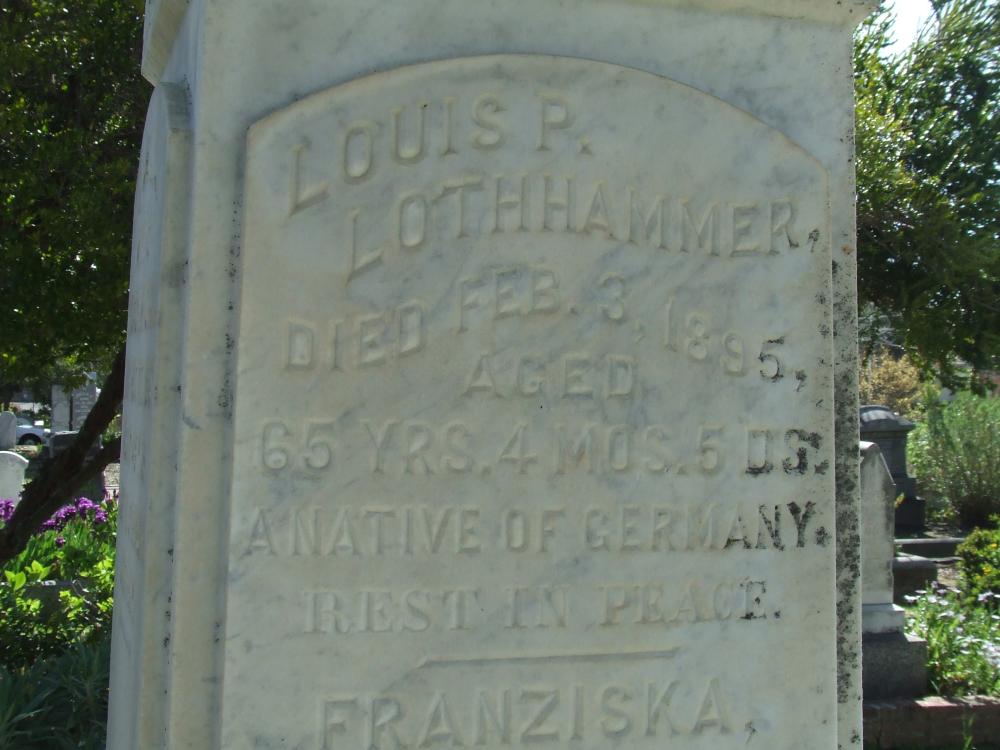 LOUIS P.
LOTHHAMMER,
DIED FEB. 3, 1895,
AGED
65 YRS. 4 MOS. 5 DS.
A NATIVE OF GERMANY.
REST IN PEACE.
FRANZISKA,